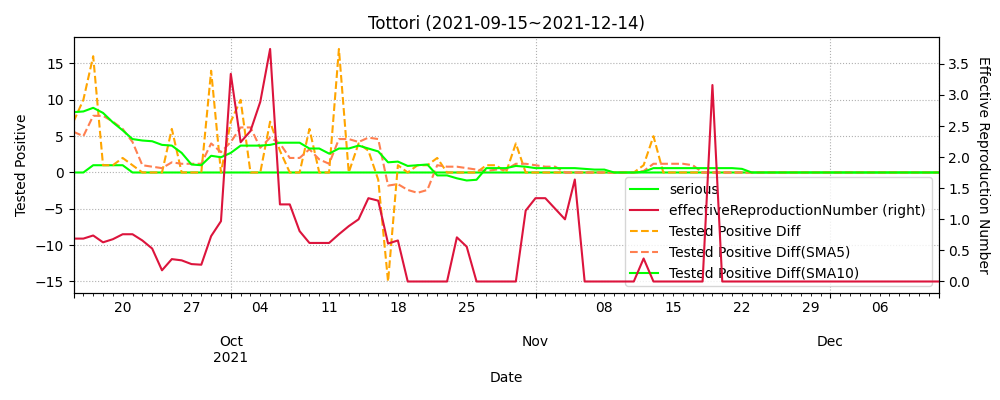 Tottori (2021-09-15~2021-12-14)
Tested Positive
15
10
5
0
−5
−10
−15
3.5
3.0
2.5
2.0
1.5
1.0
0.5
0.0
Effective Reproduction Number
serious
effectiveReproductionNumber (right)
Tested Positive Diff
Tested Positive Diff(SMA5)
Tested Positive Diff(SMA10)
20 27 04 11 18 25 08 15 22 29 06
Oct Nov Dec
2021
Date